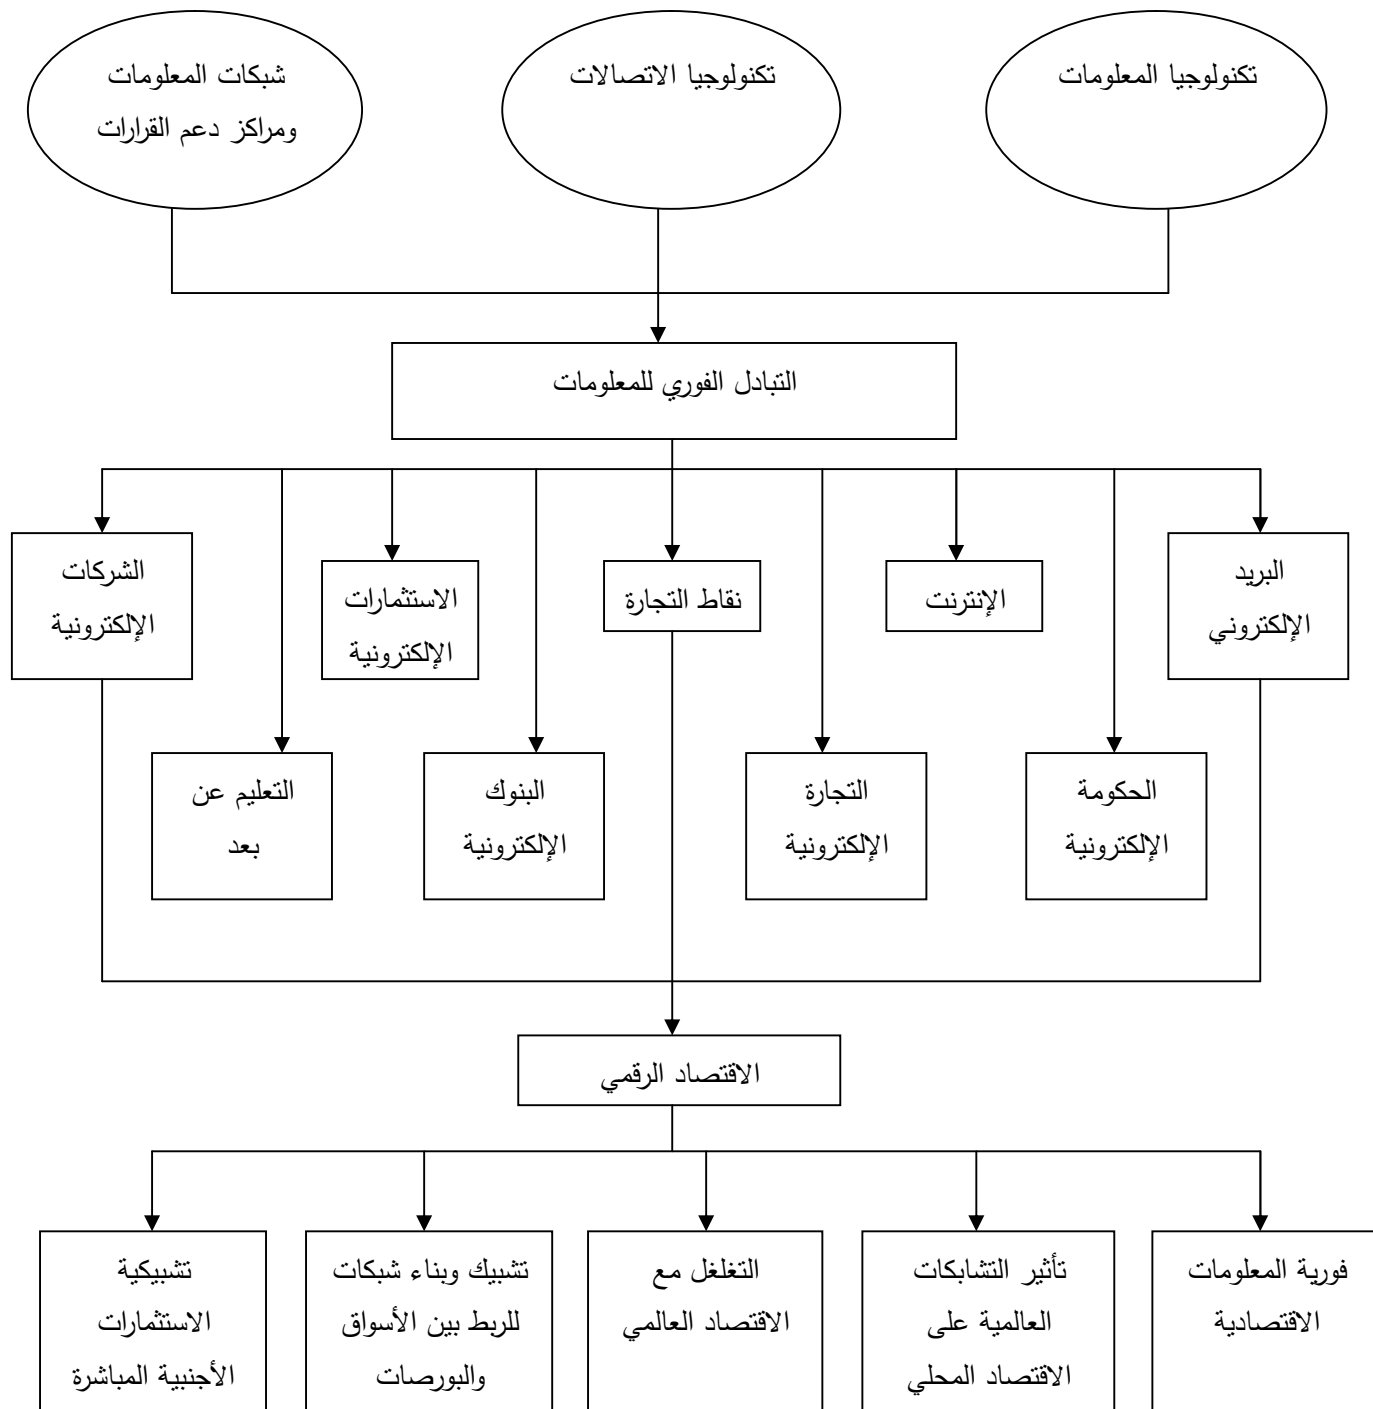 تكنولوجيا المعلومات
تكنولوجيا الاتصالات
شبكات المعلومات
ومراكز دعم القرارات
التبادل الفوري للمعلومات
البريد
الإلكتروني
الإنترنت
نقاط التجارة
الاستثمارات
الإلكترونية
الشركات
الإلكترونية
الحكومة
الإلكترونية
التجارة
الإلكترونية
البنوك
الإلكترونية
التعليم عن
بعد
الاقتصاد الرقمي
فورية المعلومات
الاقتصادية
تأثير التشابكات
العالمية على
الاقتصاد المحلي
التغلغل مع
الاقتصاد العالمي
تشبيك وبناء شبكات
للربط بين الأسواق
والبورصات
تشبيكية
الاستثمارات
الأجنبية المباشرة